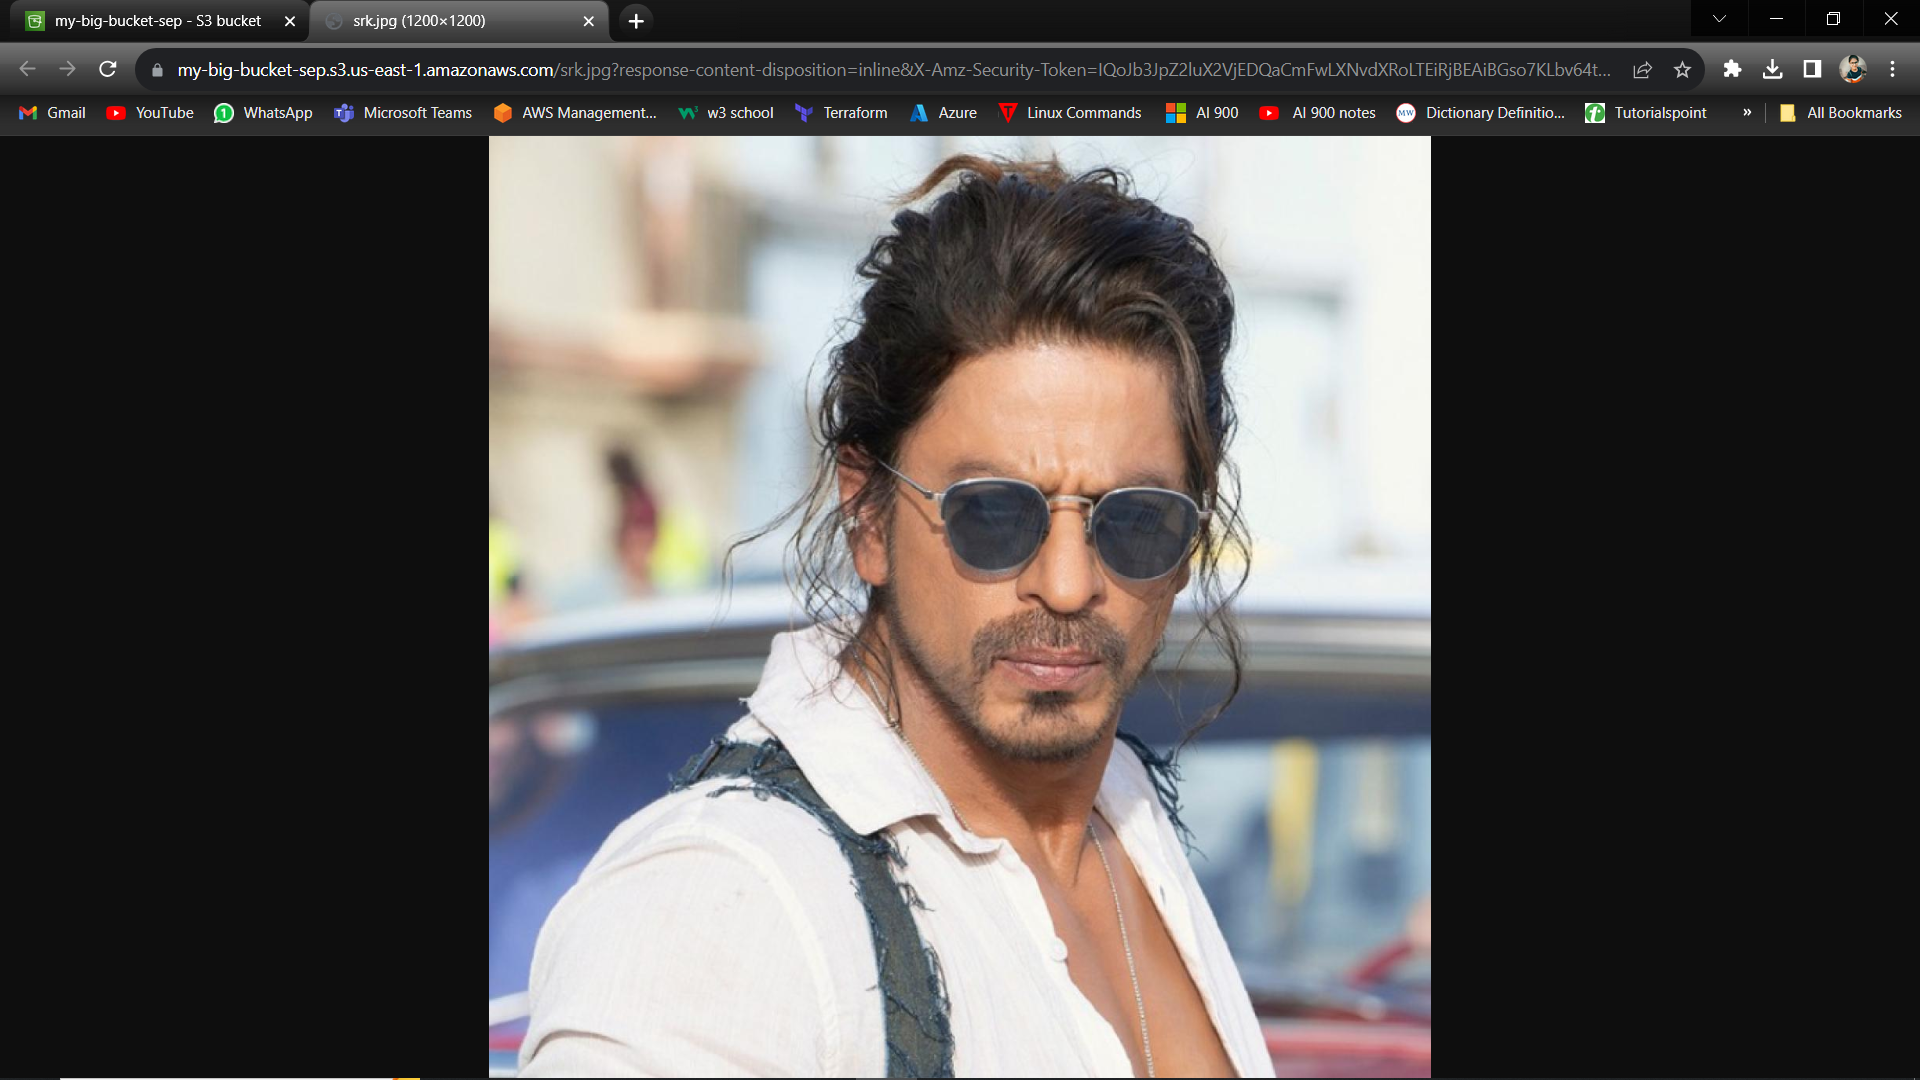 my-big-bucket-sep - S3 bucket
srk.jpg (1200×1200)
my-big-bucket-sep.s3.us-east-1.amazonaws.com/srk.jpg?response-content-disposition=inline&X-Amz-Security-Token=IQoJb3JpZ2luX2VjEDQaCmFwLXNvdXRoLTEiRjBEAiBGso7KLbv64t...
Gmail YouTube 1 WhatsApp Microsoft Teams AWS Management... w3 school Terraform Azure Linux Commands AI 900 AI 900 notes MW Dictionary Definitio... Tutorialspoint » All Bookmarks